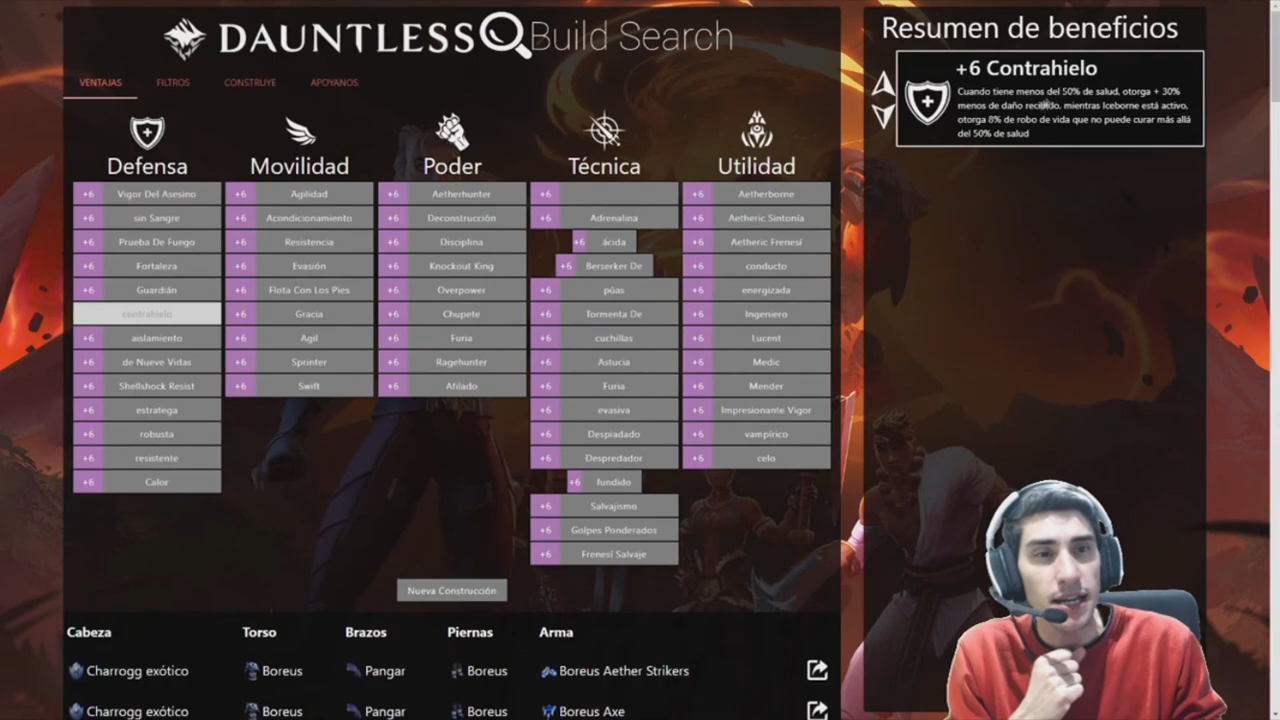 DAUNTLESS Build Search
Resumen de beneficios
+6 Contrahielo
Cuando tiene menos del 50% de salud, otorga + 30%
menos de daño recibido, mientras Iceborne está activo,
otorga 8% de robo de vida que no puede curar más allá
del 50% de salud
VENTAJAS FILTROS CONSTRUYE APOYANOS
Defensa
+6 Vigor Del Asesino
+6 sin Sangre
+6 Prueba De Fuego
+6 Fortaleza
+6 Guardián
contrahielo
+6 aislamiento
+6 de Nueve Vidas
+6 Shellshock Resist
+6 estratega
+6 robusta
+6 resistente
+6 Calor
Movilidad
+6 Agilidad
+6 Acondicionamiento
+6 Resistencia
+6 Evasión
+6 Flota Con Los Pies
+6 Gracia
+6 Agil
+6 Sprinter
+6 Swift
Poder
+6 Aetherhunter
+6 Deconstrucción
+6 Disciplina
+6 Knockout King
+6 Overpower
+6 Chupete
+6 Furia
+6 Ragehunter
+6 Afilado
Técnica
+6
+6 Adrenalina
+6 ácida
+6 Berserker De
+6 púas
+6 Tormenta De
+6 cuchillas
+6 Astucia
+6 Furia
+6 evasiva
+6 Despiadado
+6 Despredador
+6 fundido
+6 Salvajismo
+6 Golpes Ponderados
+6 Frenesí Salvaje
Utilidad
+6 Aetherborne
+6 Aetheric Sintonía
+6 Aetheric Frenesí
+6 conducto
+6 energizada
+6 Ingeniero
+6 Lucent
+6 Medic
+6 Mender
+6 Impresionante Vigor
+6 vampírico
+6 celo
Nueva Construcción
Cabeza Torso Brazos Piernas Arma
Charrogg exótico Boreus Pangar Boreus Boreus Aether Strikers
Charrogg exótico Boreus Pangar Boreus Boreus Axe